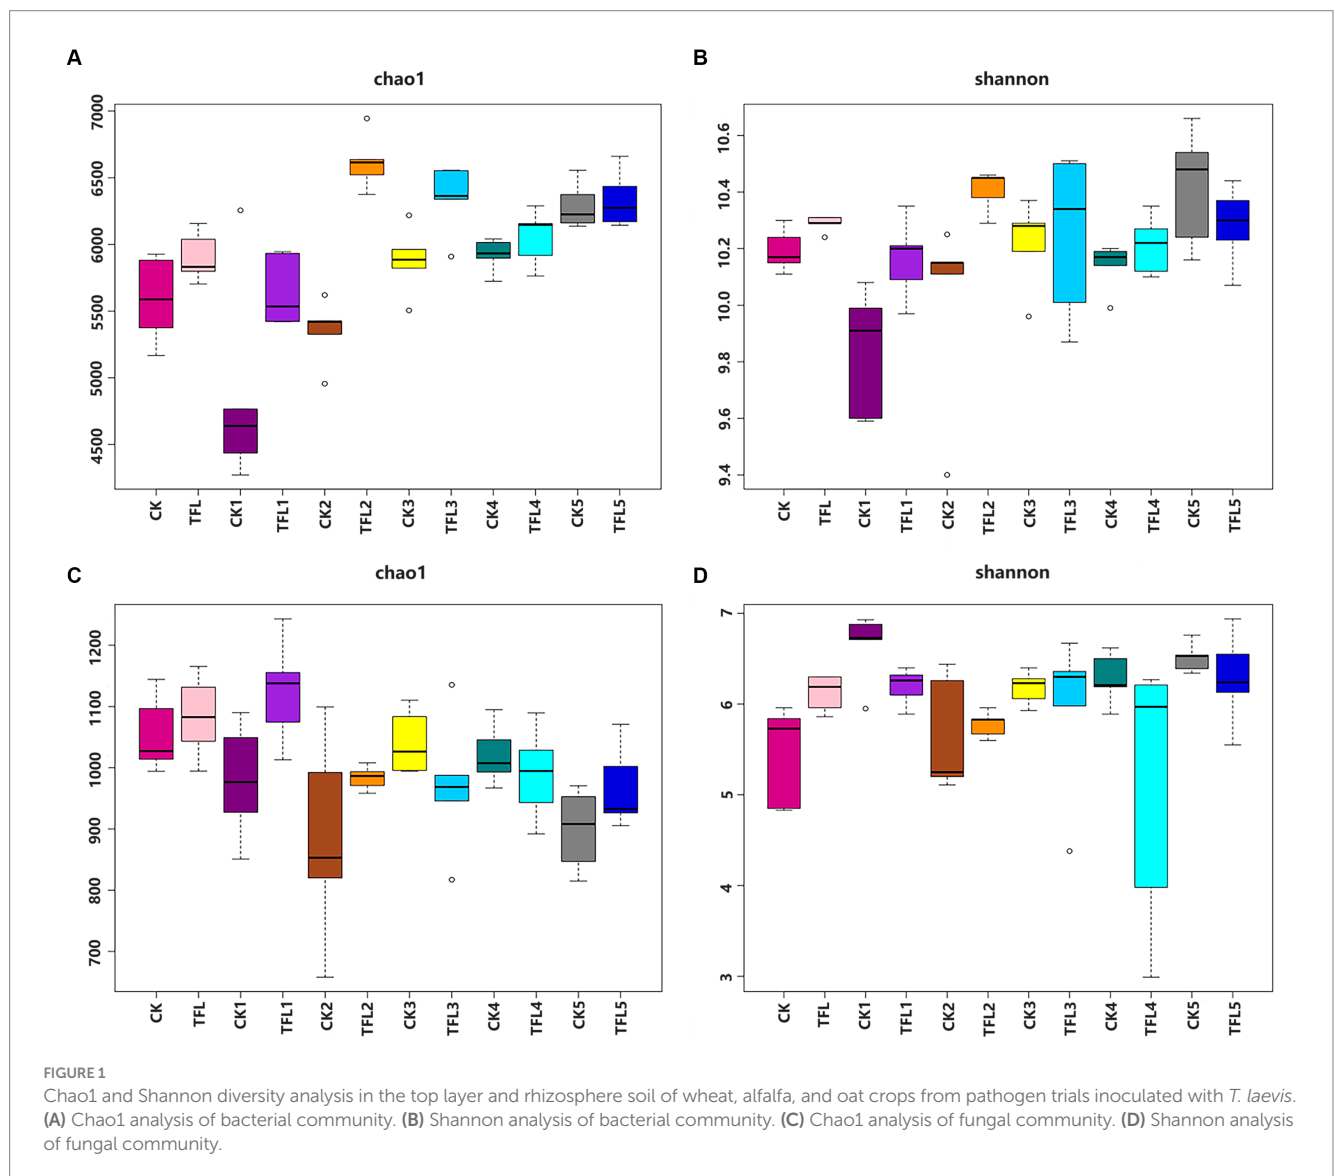 A
chao1
7000
6500
6000
5500
5000
4500
CK TFL CK1 TFL1 CK2 TFL2 CK3 TFL3 CK4 TFL4 CK5 TFL5
B
shannon
10.6
10.4
10.2
10.0
9.8
9.6
9.4
CK TFL CK1 TFL1 CK2 TFL2 CK3 TFL3 CK4 TFL4 CK5 TFL5
C
chao1
1200
1100
1000
900
800
700
CK TFL CK1 TFL1 CK2 TFL2 CK3 TFL3 CK4 TFL4 CK5 TFL5
D
shannon
7
6
5
4
3
CK TFL CK1 TFL1 CK2 TFL2 CK3 TFL3 CK4 TFL4 CK5 TFL5
FIGURE 1
Chao1 and Shannon diversity analysis in the top layer and rhizosphere soil of wheat, alfalfa, and oat crops from pathogen trials inoculated with T. laevis.
(A) Chao1 analysis of bacterial community. (B) Shannon analysis of bacterial community. (C) Chao1 analysis of fungal community. (D) Shannon analysis
of fungal community.